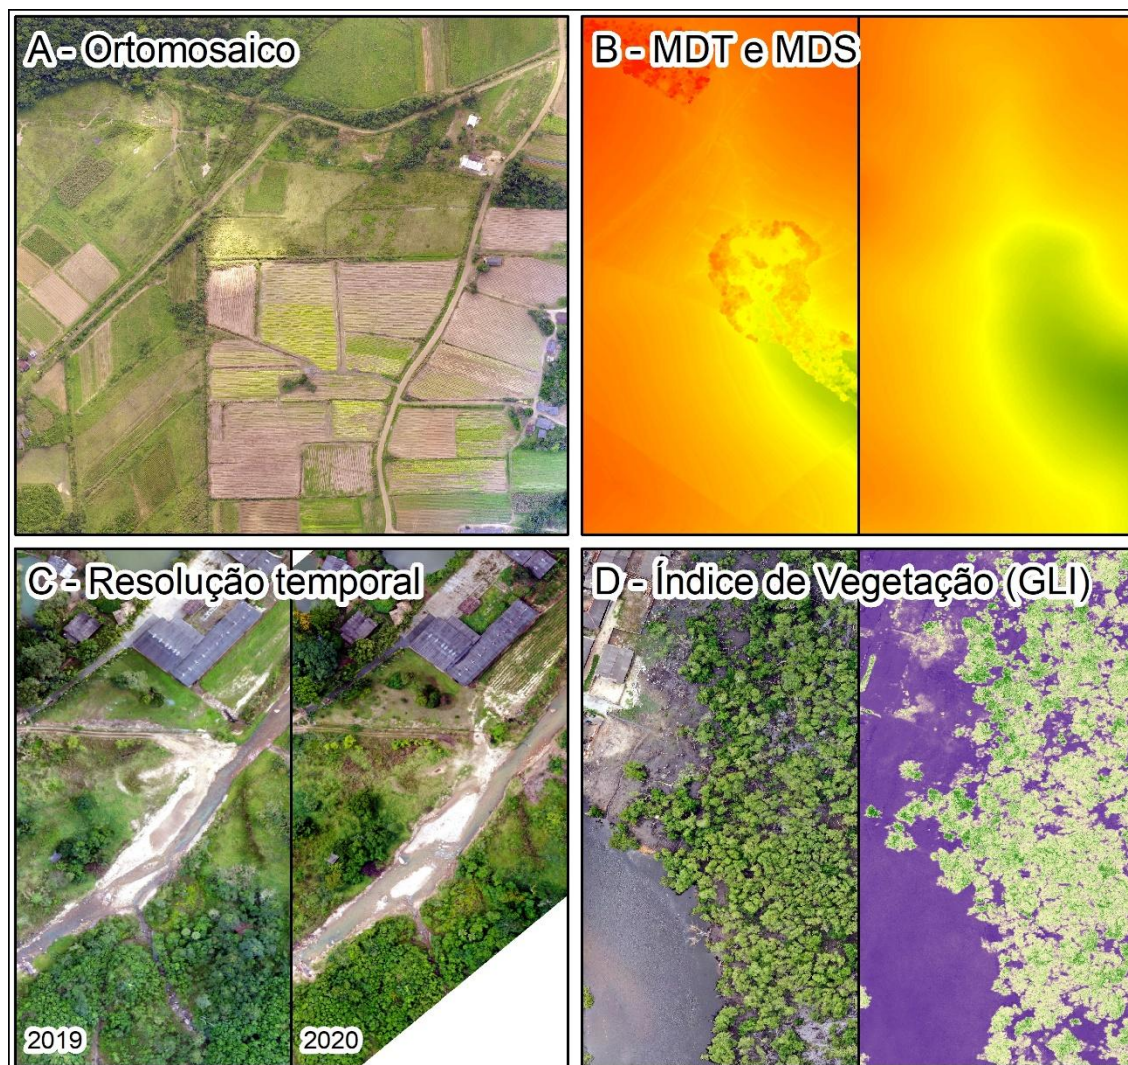 A - Ortomosaico
B - MDT e MDS
C - Resolução temporal
D - Índice de Vegetação (GLI)
2019
2020